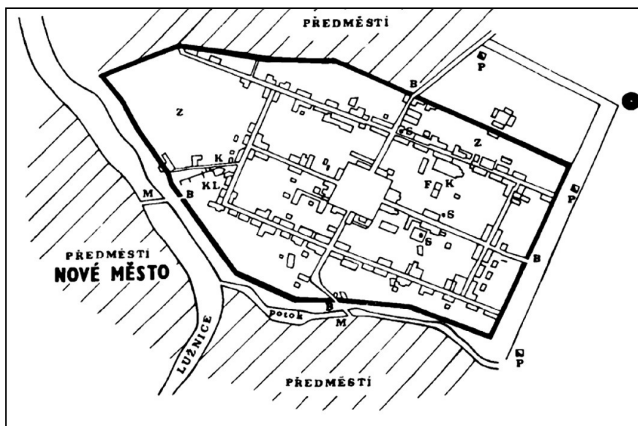 PŘEDMĚSTÍ
P
B
Z
S
Z
K
F K
KL
P
M
B
S
PŘEDMĚSTÍ
S
NOVÉ MĚSTO
B
B
potok
M
LUŽNICE
P
PŘEDMĚSTÍ